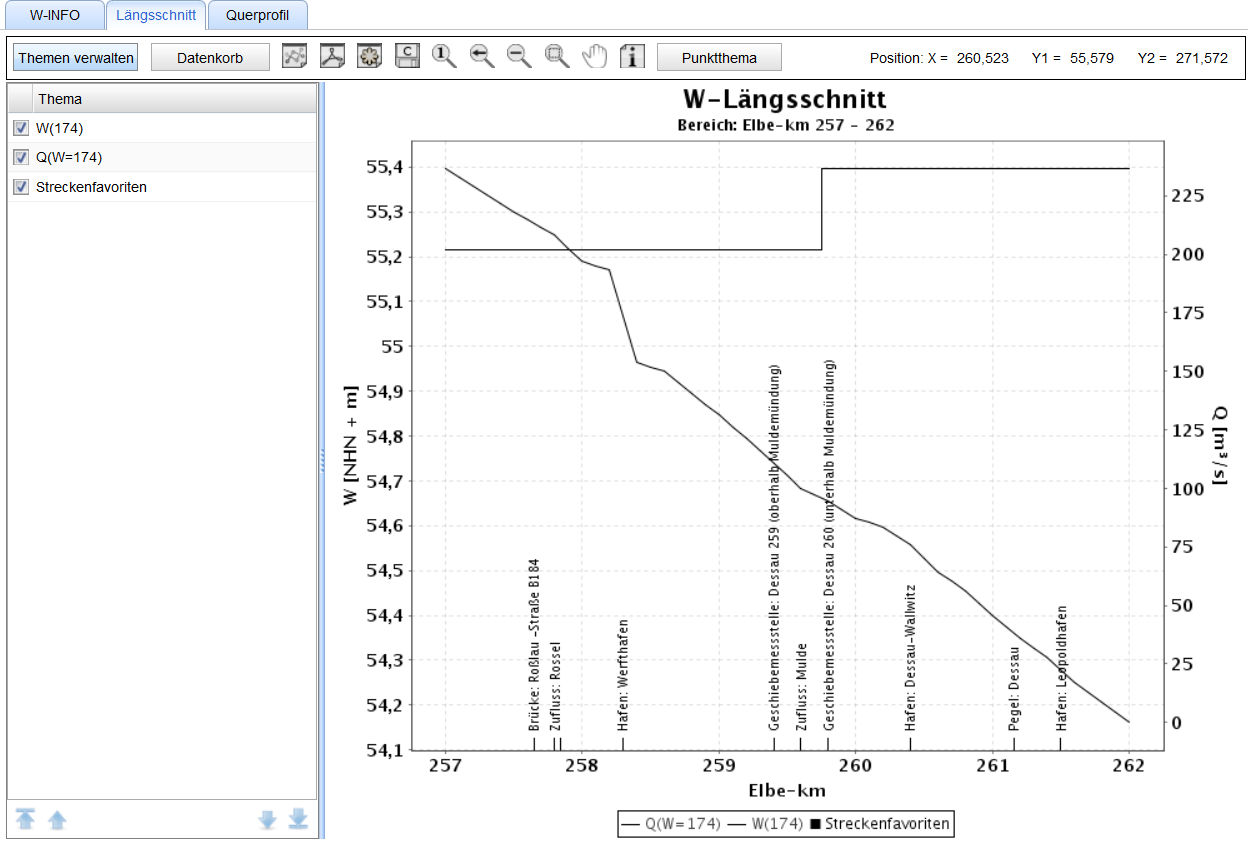 W-INFO Längsschnitt Querprofil
Themen verwalten Datenkorb C 1 i Punktthema Position: X = 260,523 Y1 = 55,579 Y2 = 271,572
Thema
W(174)
Q(W=174)
Streckenfavoriten
W-Längsschnitt
Bereich: Elbe-km 257 - 262
W [NHN + m]
55,4
55,3
55,2
55,1
55
54,9
54,8
54,7
54,6
54,5
54,4
54,3
54,2
54,1
Brücke: Roßlau -Straße B184
Zufluss: Rossel
Hafen: Werfthafen
Geschiebemessstelle: Dessau 259 (oberhalb Muldemündung)
Zufluss: Mulde
Geschiebemessstelle: Dessau 260 (unterhalb Muldemündung)
Hafen: Dessau-Wallwitz
Pegel: Dessau
Hafen: Leopoldhafen
225
200
175
150
125
100
75
50
25
0
Q [m³/s]
257 258 259 260 261 262
Elbe-km
Q(W=174) W(174) Streckenfavoriten